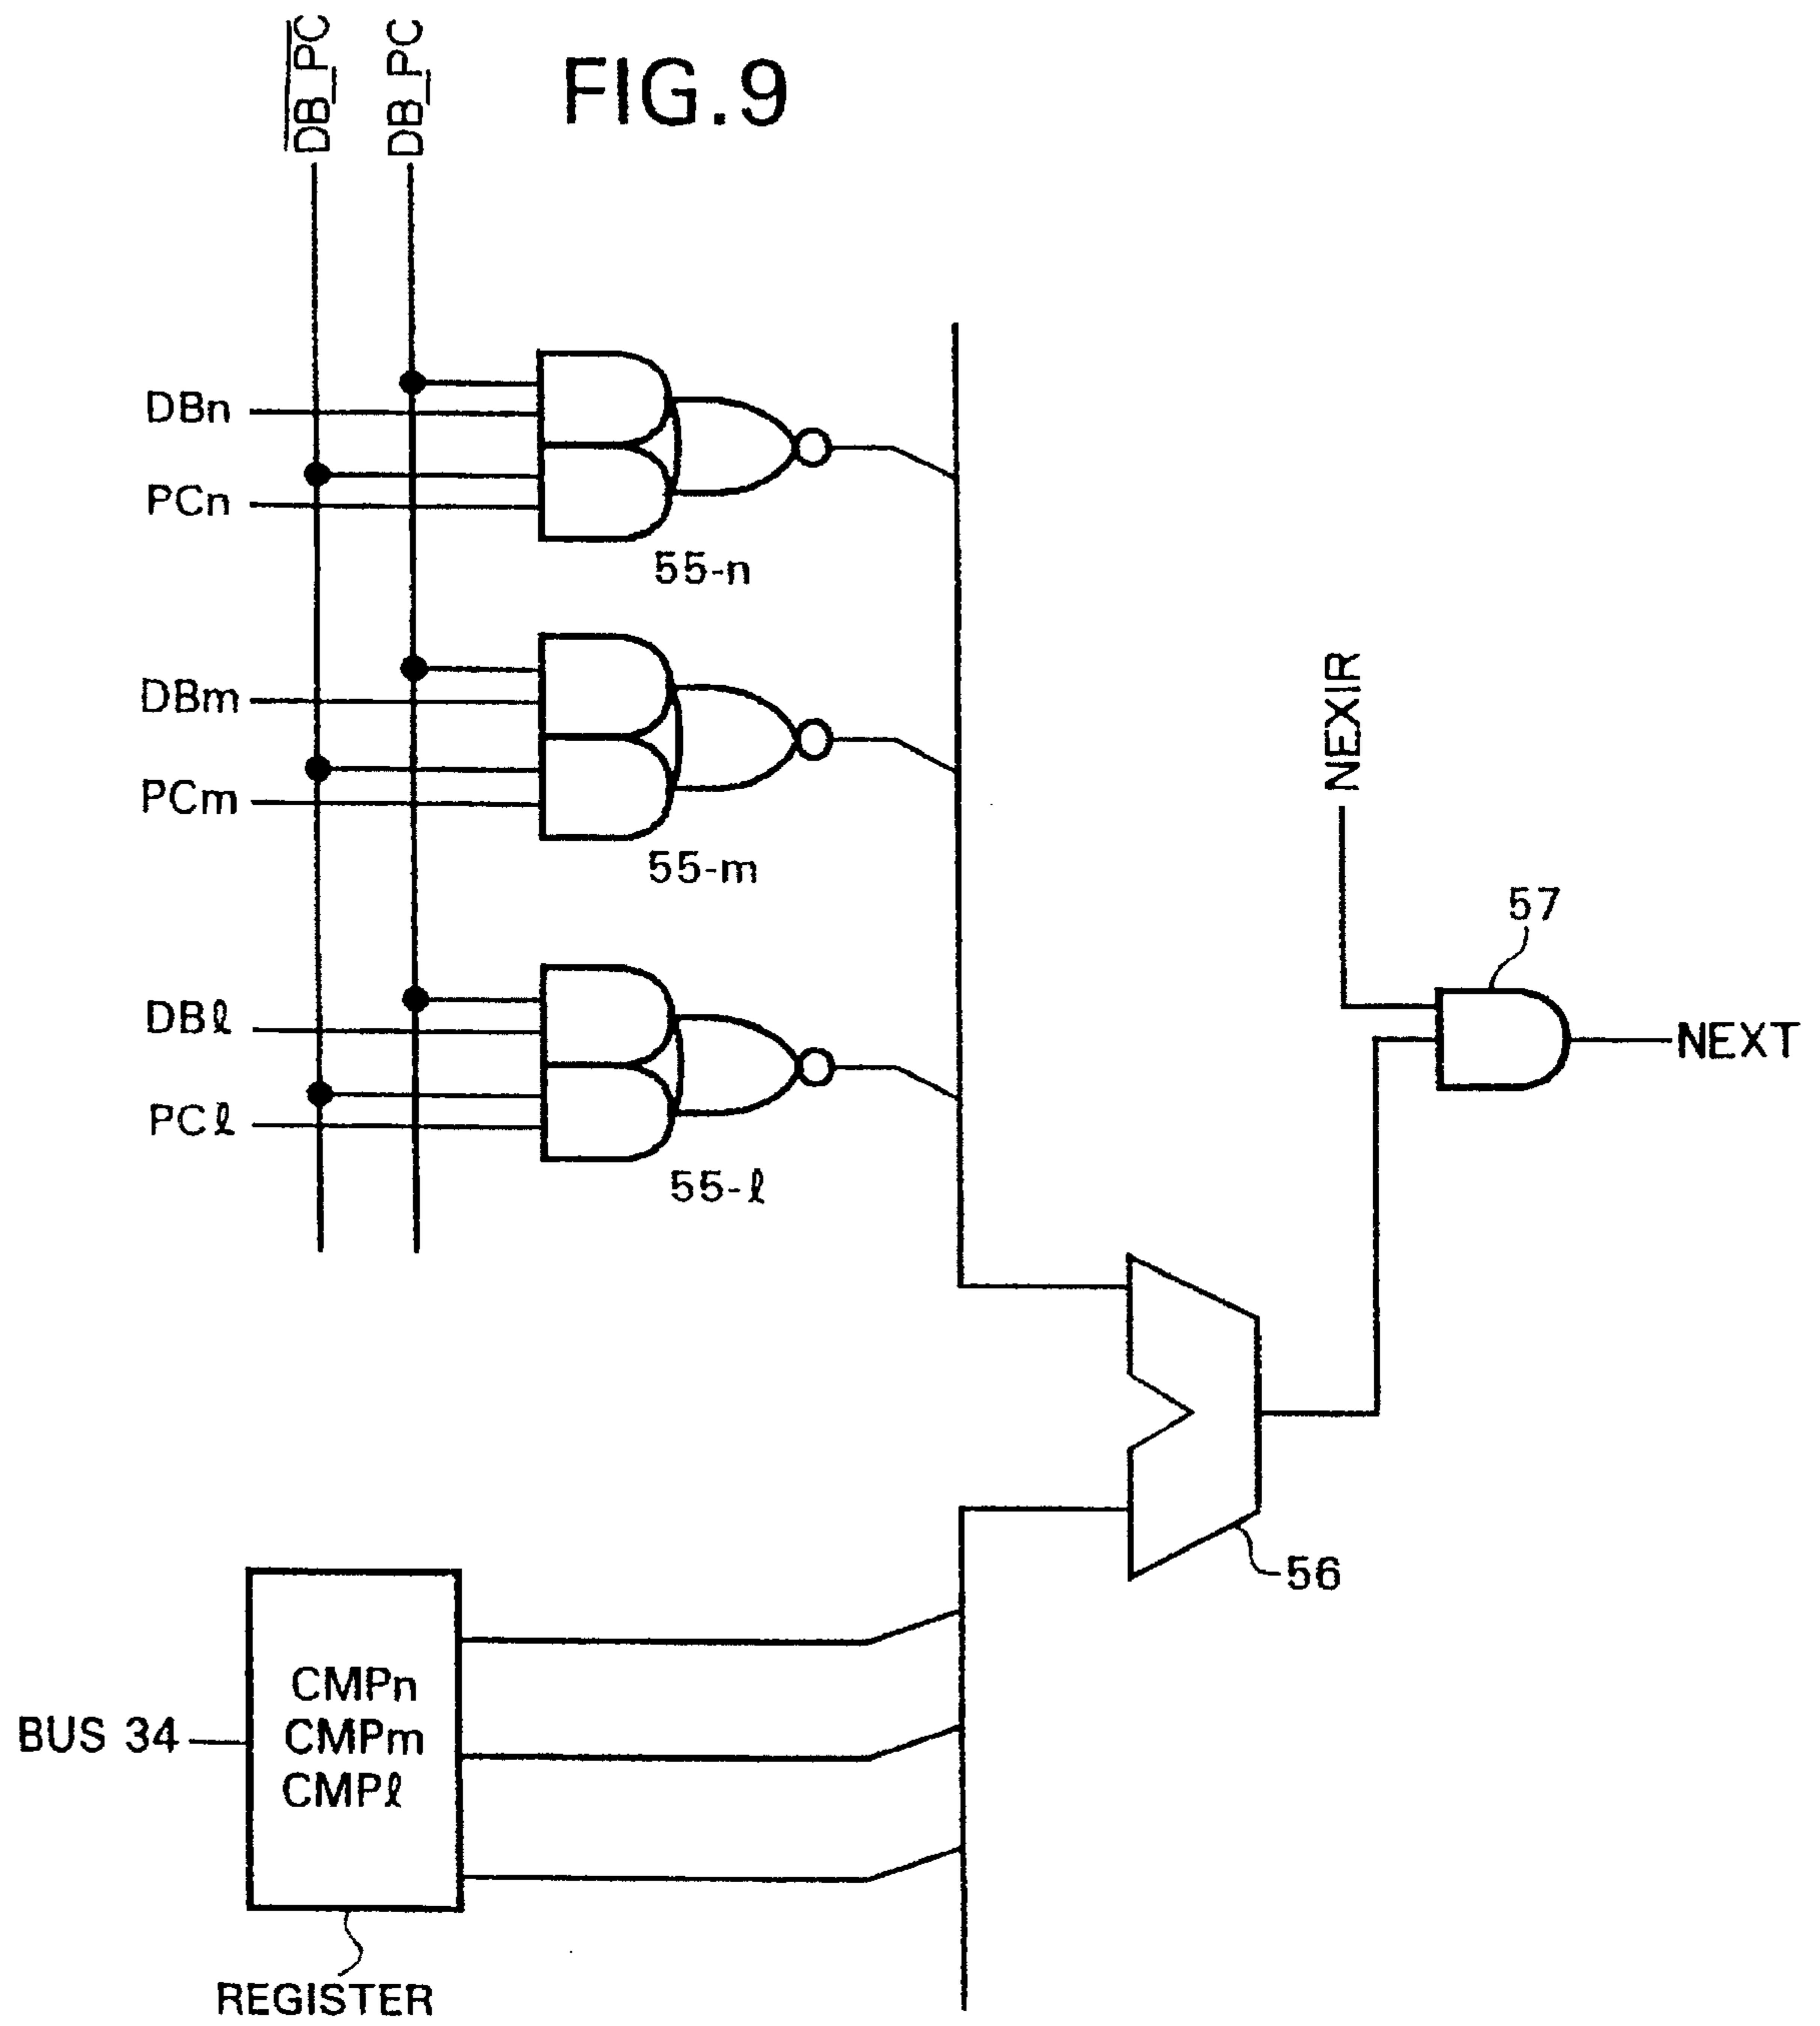 D̅B̅_̅P̅C̅
DB_PC
FIG.9
DBn
PCn
55-n
DBm
PCm
55-m
NEXIR
57
DBℓ
NEXT
PCℓ
55-ℓ
56
CMPn
BUS 34
CMPm
CMPℓ
REGISTER